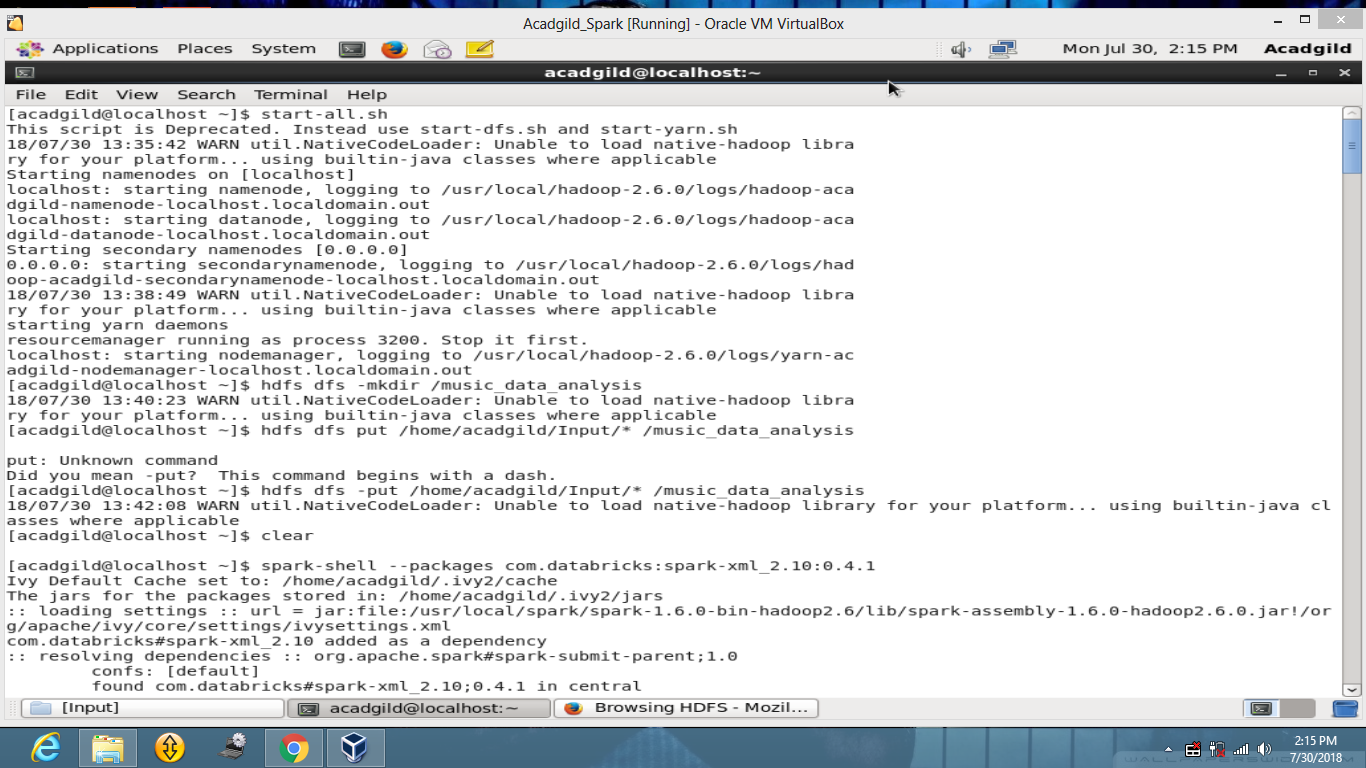 Acadgild_Spark [Running] - Oracle VM VirtualBox
Applications Places System Mon Jul 30, 2:15 PM Acadgild
acadgild@localhost:~
File Edit View Search Terminal Help
[acadgild@localhost ~]$ start-all.sh
This script is Deprecated. Instead use start-dfs.sh and start-yarn.sh
18/07/30 13:35:42 WARN util.NativeCodeLoader: Unable to load native-hadoop libra
ry for your platform... using builtin-java classes where applicable
Starting namenodes on [localhost]
localhost: starting namenode, logging to /usr/local/hadoop-2.6.0/logs/hadoop-aca
dgild-namenode-localhost.localdomain.out
localhost: starting datanode, logging to /usr/local/hadoop-2.6.0/logs/hadoop-aca
dgild-datanode-localhost.localdomain.out
Starting secondary namenodes [0.0.0.0]
0.0.0.0: starting secondarynamenode, logging to /usr/local/hadoop-2.6.0/logs/had
oop-acadgild-secondarynamenode-localhost.localdomain.out
18/07/30 13:38:49 WARN util.NativeCodeLoader: Unable to load native-hadoop libra
ry for your platform... using builtin-java classes where applicable
starting yarn daemons
resourcemanager running as process 3200. Stop it first.
localhost: starting nodemanager, logging to /usr/local/hadoop-2.6.0/logs/yarn-ac
adgild-nodemanager-localhost.localdomain.out
[acadgild@localhost ~]$ hdfs dfs -mkdir /music_data_analysis
18/07/30 13:40:23 WARN util.NativeCodeLoader: Unable to load native-hadoop libra
ry for your platform... using builtin-java classes where applicable
[acadgild@localhost ~]$ hdfs dfs put /home/acadgild/Input/* /music_data_analysis
put: Unknown command
Did you mean -put?  This command begins with a dash.
[acadgild@localhost ~]$ hdfs dfs -put /home/acadgild/Input/* /music_data_analysis
18/07/30 13:42:08 WARN util.NativeCodeLoader: Unable to load native-hadoop library for your platform... using builtin-java cl
asses where applicable
[acadgild@localhost ~]$ clear
[acadgild@localhost ~]$ spark-shell --packages com.databricks:spark-xml_2.10:0.4.1
Ivy Default Cache set to: /home/acadgild/.ivy2/cache
The jars for the packages stored in: /home/acadgild/.ivy2/jars
:: loading settings :: url = jar:file:/usr/local/spark/spark-1.6.0-bin-hadoop2.6/lib/spark-assembly-1.6.0-hadoop2.6.0.jar!/or
g/apache/ivy/core/settings/ivysettings.xml
com.databricks#spark-xml_2.10 added as a dependency
:: resolving dependencies :: org.apache.spark#spark-submit-parent;1.0
confs: [default]
found com.databricks#spark-xml_2.10;0.4.1 in central
[Input] acadgild@localhost:~ Browsing HDFS - Mozil...
2:15 PM
7/30/2018